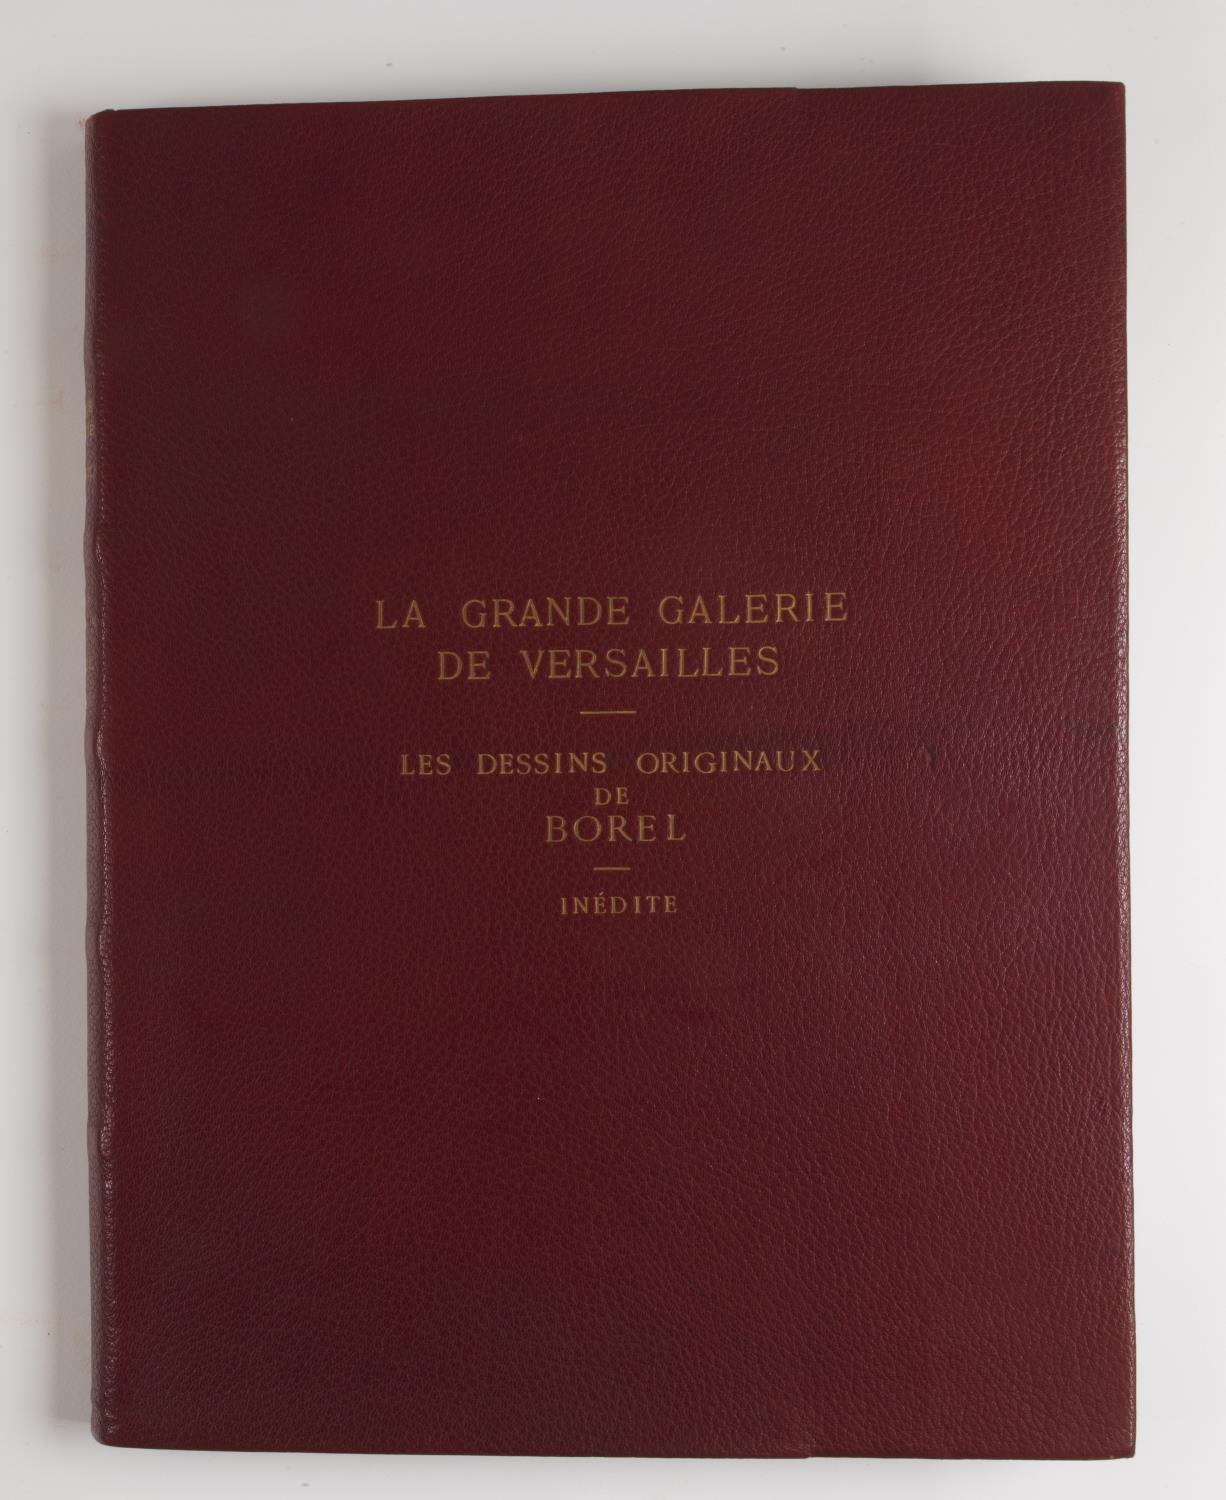 LA GRANDE GALERIE
DE VERSAILLES
LES DESSINS ORIGINAUX
DE
BOREL
INÉDITE